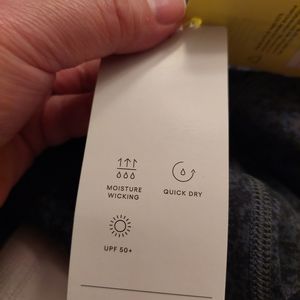 MOISTURE
WICKING
QUICK DRY
UPF 50+